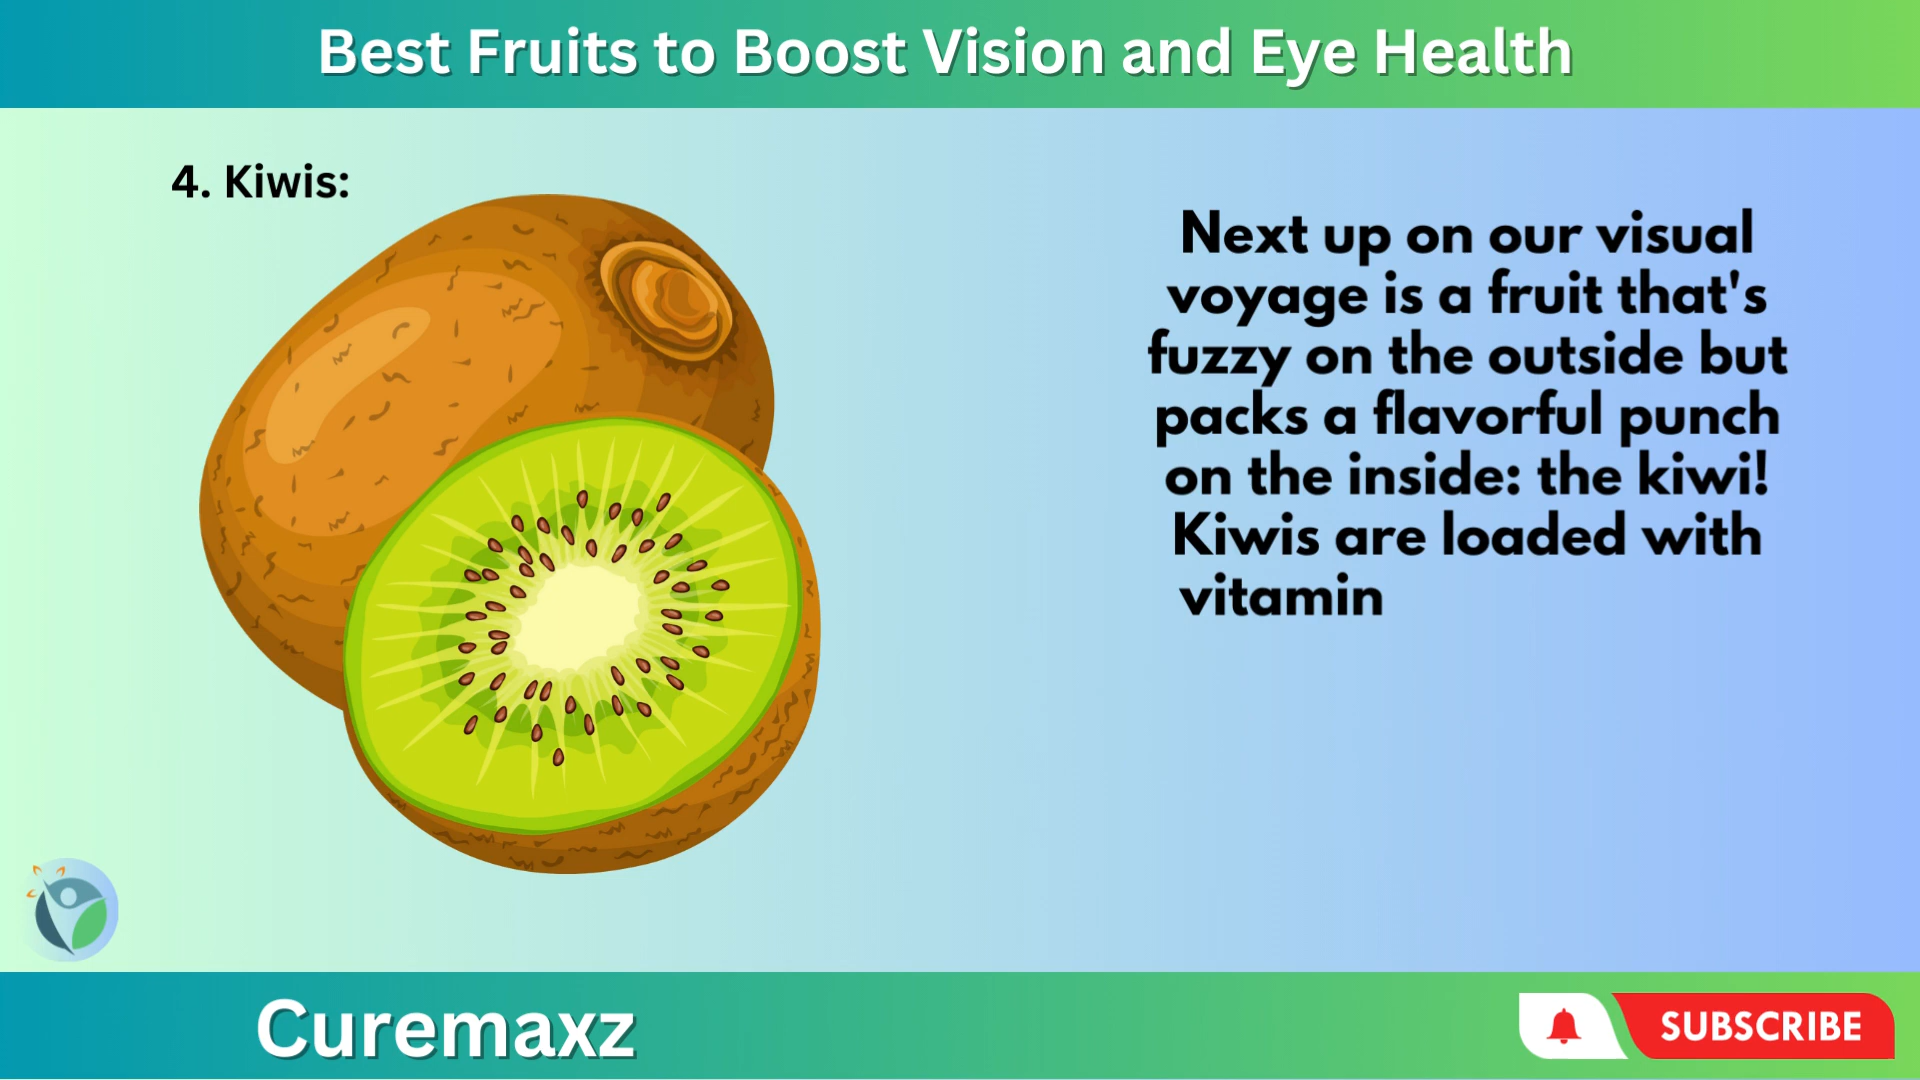 Best Fruits to Boost Vision and Eye Health
4. Kiwis:
Next up on our visual
voyage is a fruit that's
fuzzy on the outside but
packs a flavorful punch
on the inside: the kiwi!
Kiwis are loaded with
vitamin
Curemaxz
SUBSCRIBE